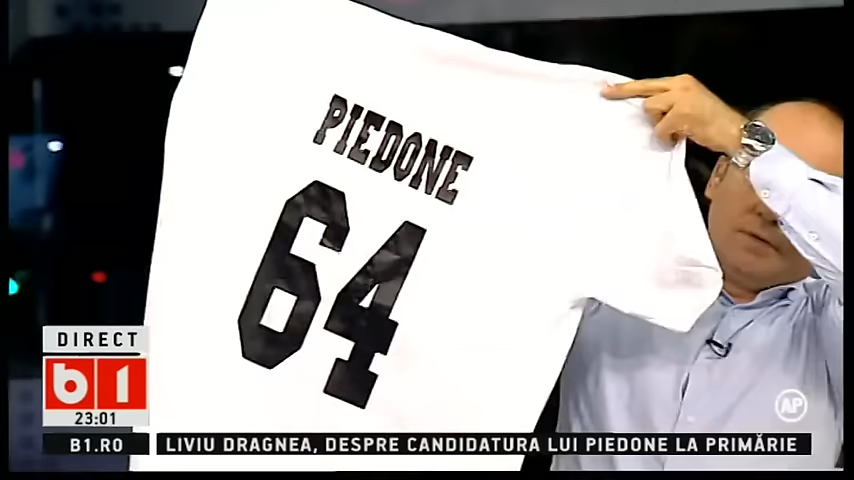 PIEDONE
64
DIRECT
b1
23:01
B1.RO
LIVIU DRAGNEA, DESPRE CANDIDATURA LUI PIEDONE LA PRIMĂRIE
AP